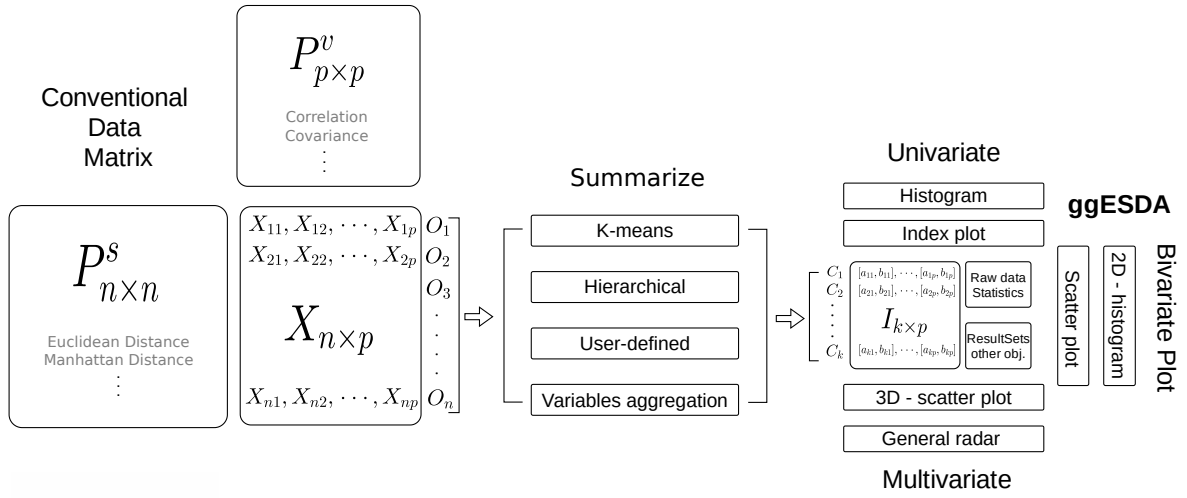 Conventional
Data
Matrix
P^v_{p×p}
Correlation
Covariance
⋮
P^s_{n×n}
Euclidean Distance
Manhattan Distance
⋮
X_{11}, X_{12}, ⋯, X_{1p} O_1
X_{21}, X_{22}, ⋯, X_{2p} O_2
O_3
X_{n×p}
X_{n1}, X_{n2}, ⋯, X_{np} O_n
Summarize
K-means
Hierarchical
User-defined
Variables aggregation
Univariate
Histogram
Index plot
C_1 [a_{11}, b_{11}], ⋯, [a_{1p}, b_{1p}]
C_2 [a_{21}, b_{21}], ⋯, [a_{2p}, b_{2p}]
I_{k×p}
C_k [a_{k1}, b_{k1}], ⋯, [a_{kp}, b_{kp}]
Raw data
Statistics
ResultSets
other obj.
3D - scatter plot
General radar
Multivariate
ggESDA
Scatter plot
2D - histogram
Bivariate Plot